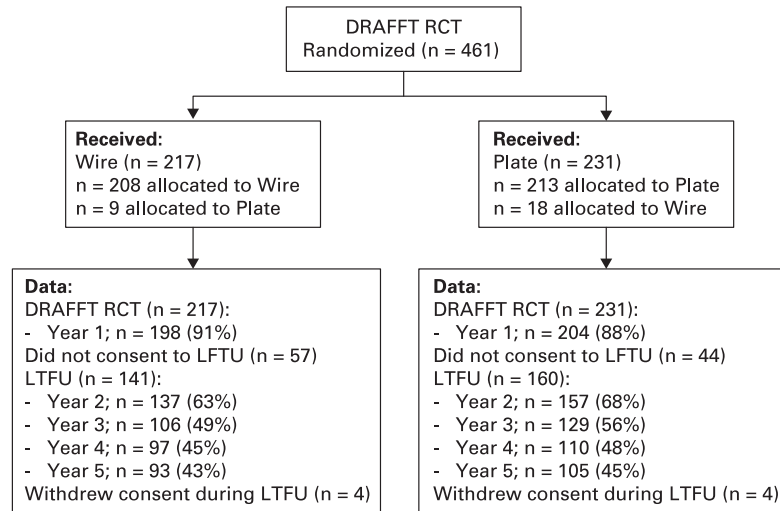 DRAFFT RCT
Randomized (n = 461)
Received:
Wire (n = 217)
n = 208 allocated to Wire
n = 9 allocated to Plate
Received:
Plate (n = 231)
n = 213 allocated to Plate
n = 18 allocated to Wire
Data:
DRAFFT RCT (n = 217):
- Year 1; n = 198 (91%)
Did not consent to LFTU (n = 57)
LTFU (n = 141):
- Year 2; n = 137 (63%)
- Year 3; n = 106 (49%)
- Year 4; n = 97 (45%)
- Year 5; n = 93 (43%)
Withdrew consent during LTFU (n = 4)
Data:
DRAFFT RCT (n = 231):
- Year 1; n = 204 (88%)
Did not consent to LFTU (n = 44)
LTFU (n = 160):
- Year 2; n = 157 (68%)
- Year 3; n = 129 (56%)
- Year 4; n = 110 (48%)
- Year 5; n = 105 (45%)
Withdrew consent during LTFU (n = 4)